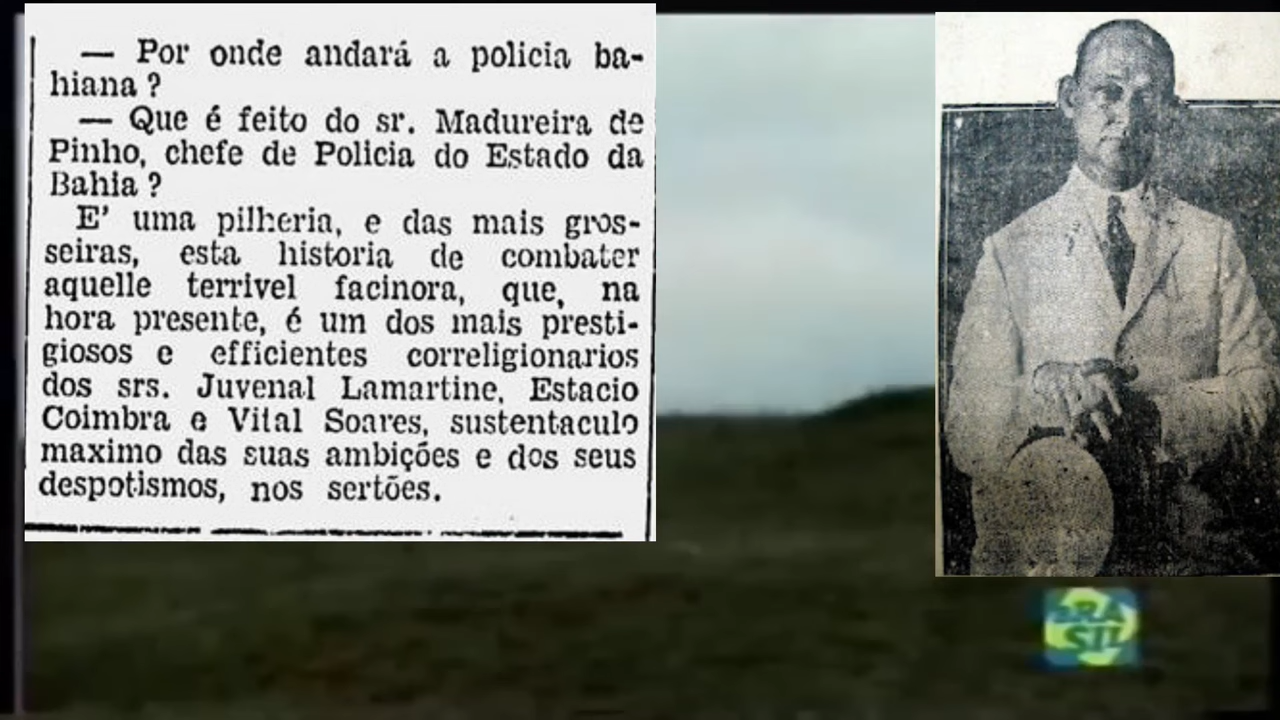 — Por onde andará a policia ba-
hiana ?
— Que é feito do sr. Madureira de
Pinho, chefe de Policia do Estado da
Bahia ?
E' uma pilheria, e das mais gros-
seiras, esta historia de combater
aquelle terrivel facinora, que, na
hora presente, é um dos mais presti-
giosos e efficientes correligionarios
dos srs. Juvenal Lamartine, Estacio
Coimbra e Vital Soares, sustentaculo
maximo das suas ambições e dos seus
despotismos, nos sertões.
BRA
SIL